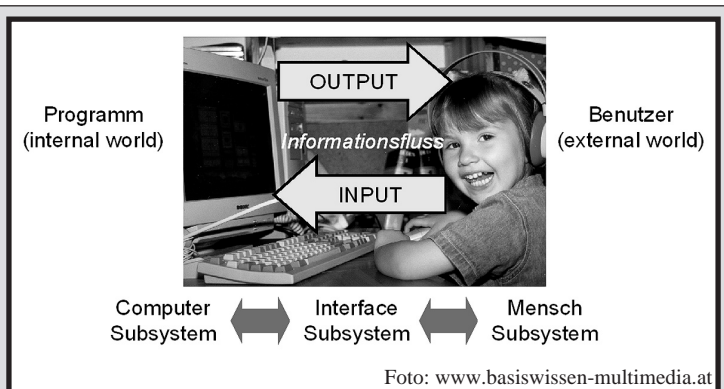 OUTPUT
Programm
(internal world)
Informationsfluss
Benutzer
(external world)
INPUT
Computer
Subsystem
Interface
Subsystem
Mensch
Subsystem
Foto: www.basiswissen-multimedia.at